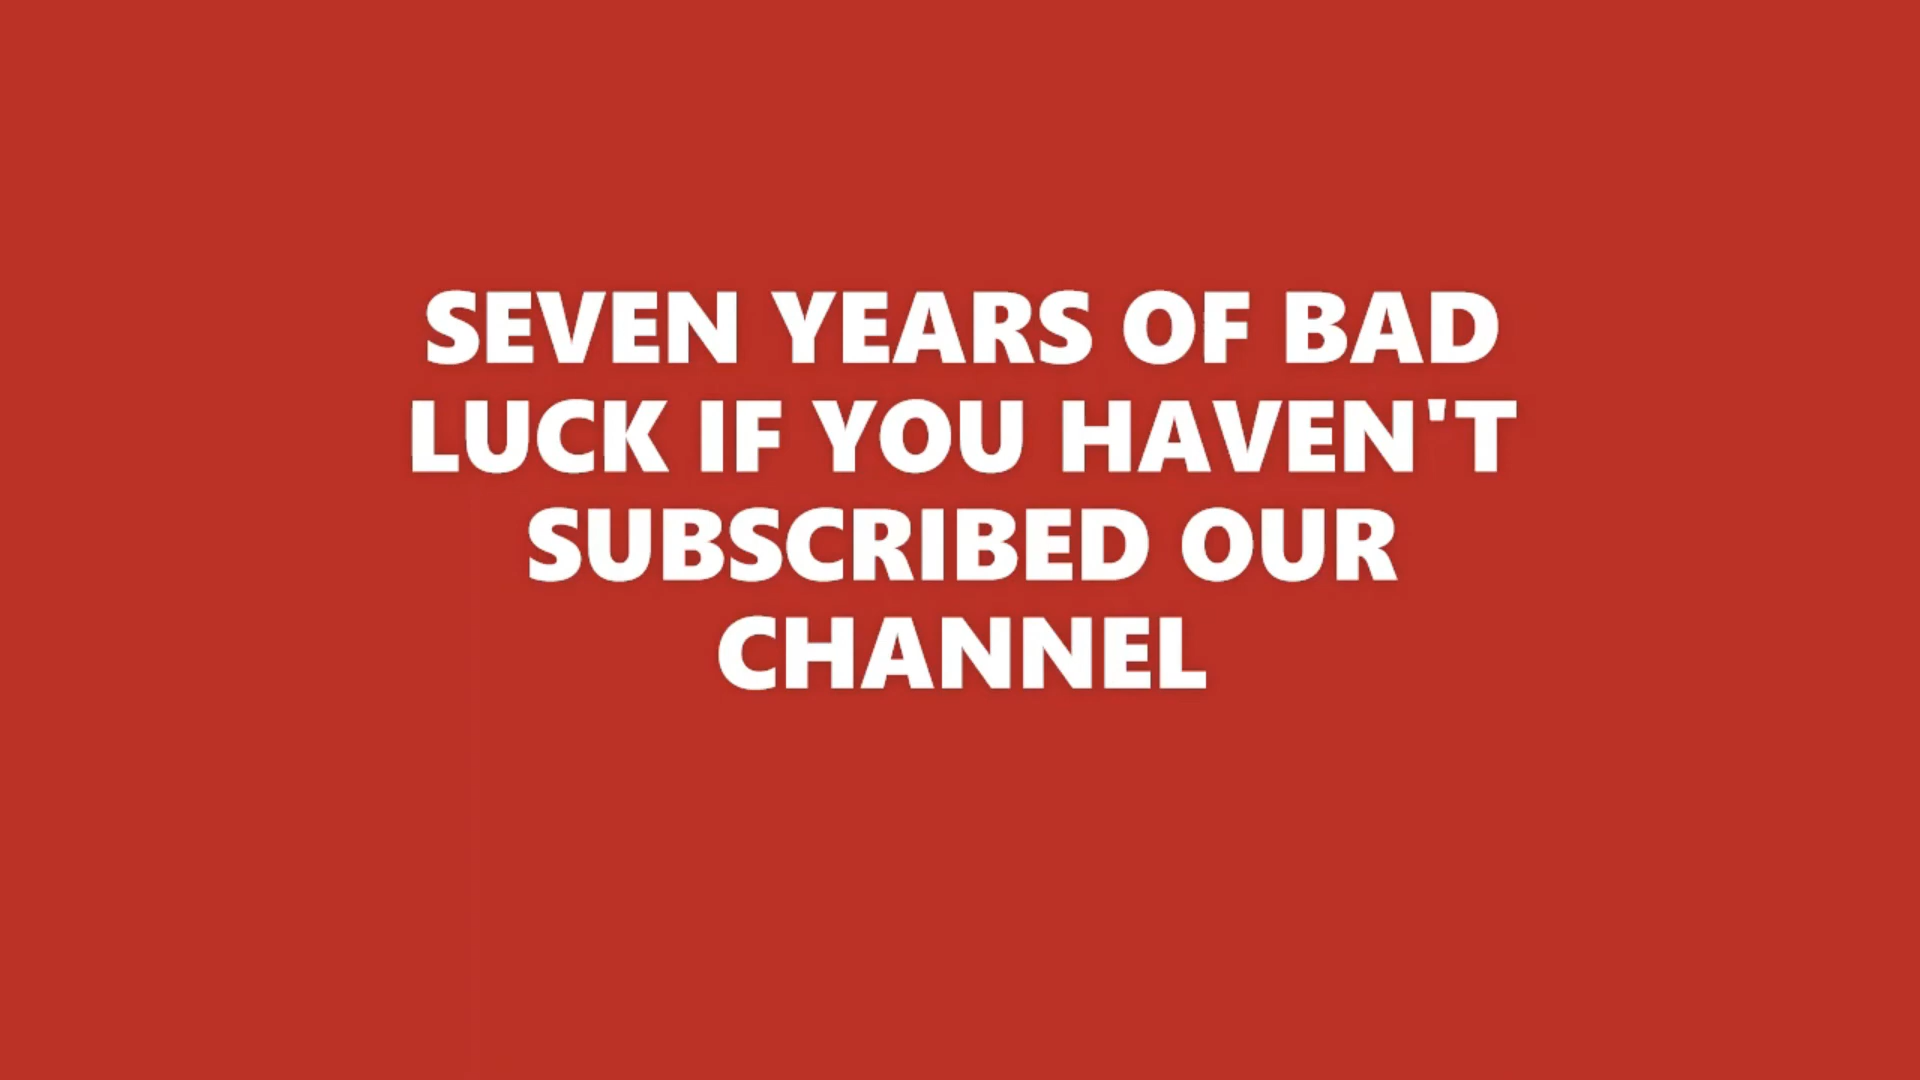 SEVEN YEARS OF BAD
LUCK IF YOU HAVEN'T
SUBSCRIBED OUR
CHANNEL